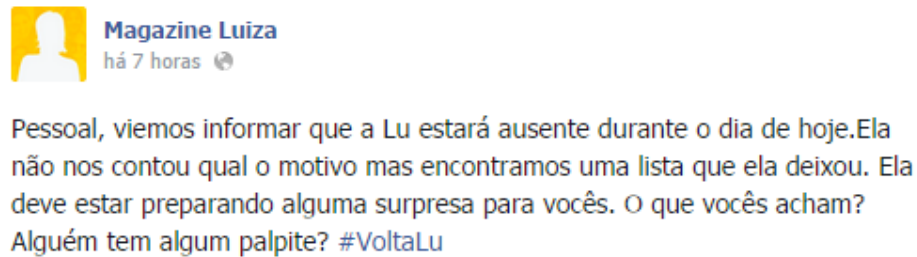 Magazine Luiza
há 7 horas
Pessoal, viemos informar que a Lu estará ausente durante o dia de hoje.Ela
não nos contou qual o motivo mas encontramos uma lista que ela deixou. Ela
deve estar preparando alguma surpresa para vocês. O que vocês acham?
Alguém tem algum palpite? #VoltaLu